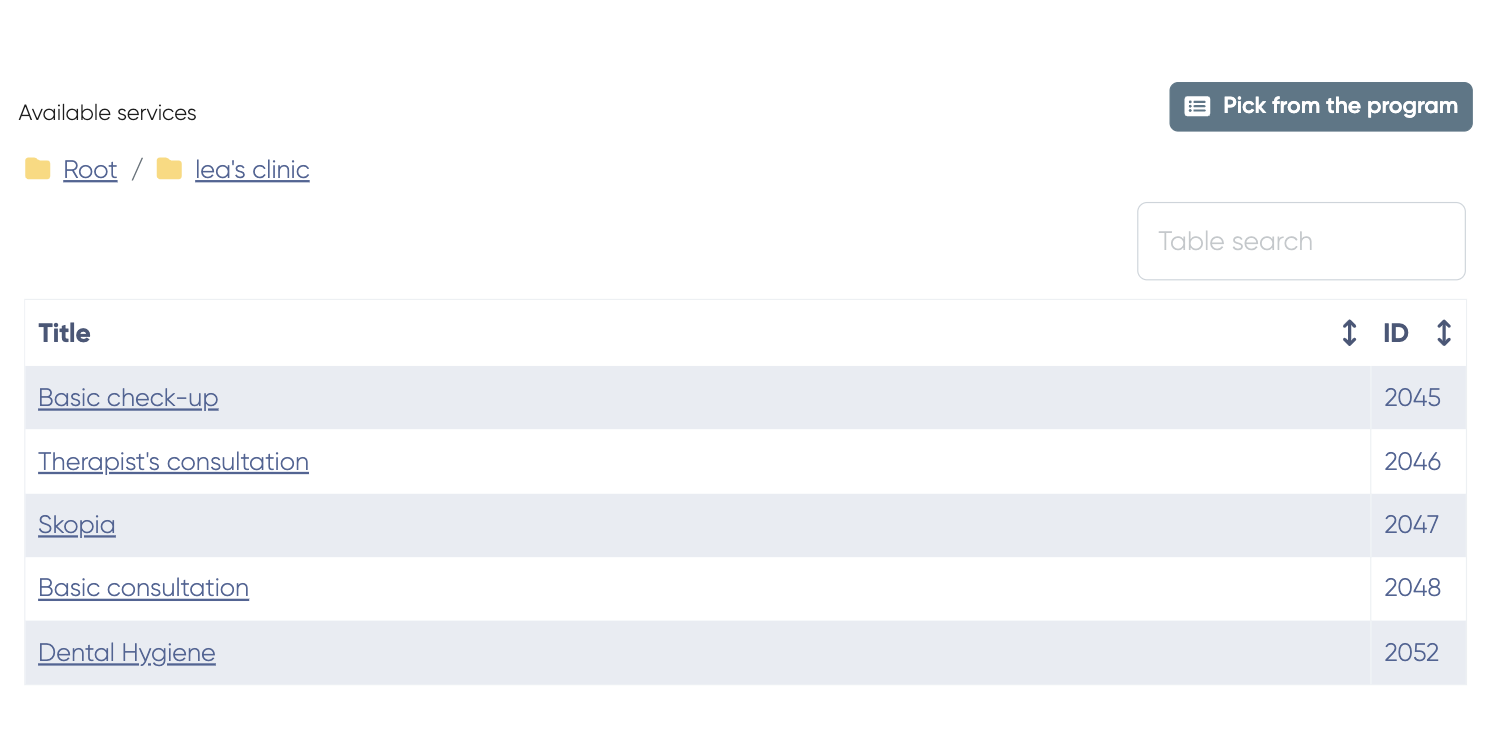 Available services
Pick from the program
Root / lea's clinic
Table search
Title ID
Basic check-up 2045
Therapist's consultation 2046
Skopia 2047
Basic consultation 2048
Dental Hygiene 2052